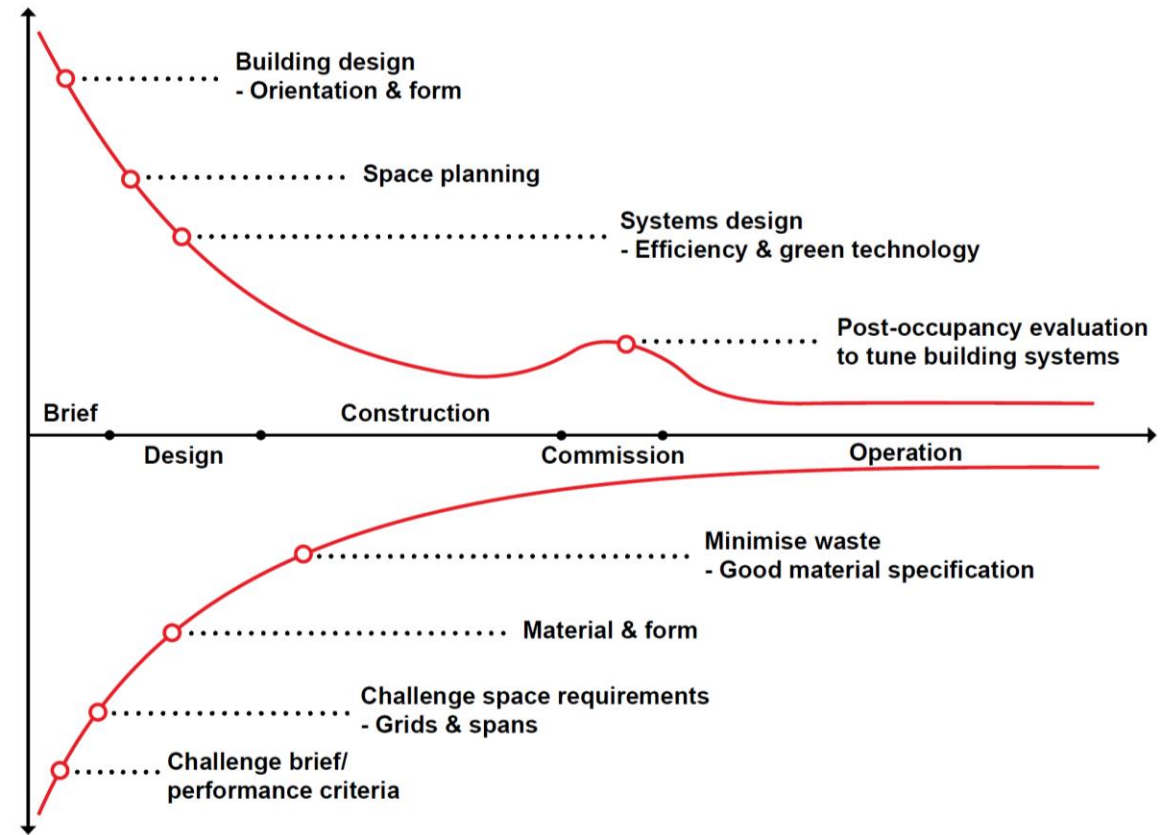 Building design
- Orientation & form
Space planning
Systems design
- Efficiency & green technology
Post-occupancy evaluation
to tune building systems
Brief
Construction
Design
Commission
Operation
Minimise waste
- Good material specification
Material & form
Challenge space requirements
- Grids & spans
Challenge brief/
performance criteria